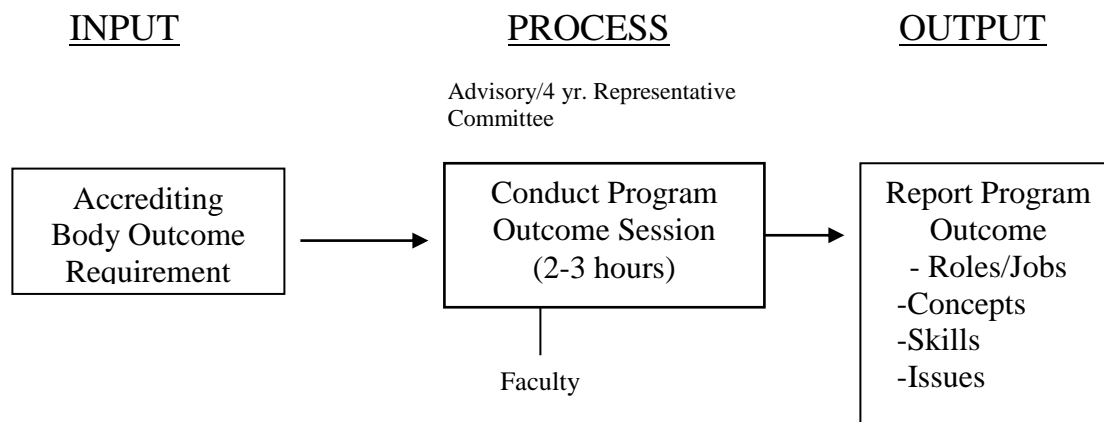 INPUT
PROCESS
OUTPUT
Advisory/4 yr. Representative
Committee
Accrediting
Body Outcome
Requirement
Conduct Program
Outcome Session
(2-3 hours)
Faculty
Report Program
Outcome
- Roles/Jobs
-Concepts
-Skills
-Issues